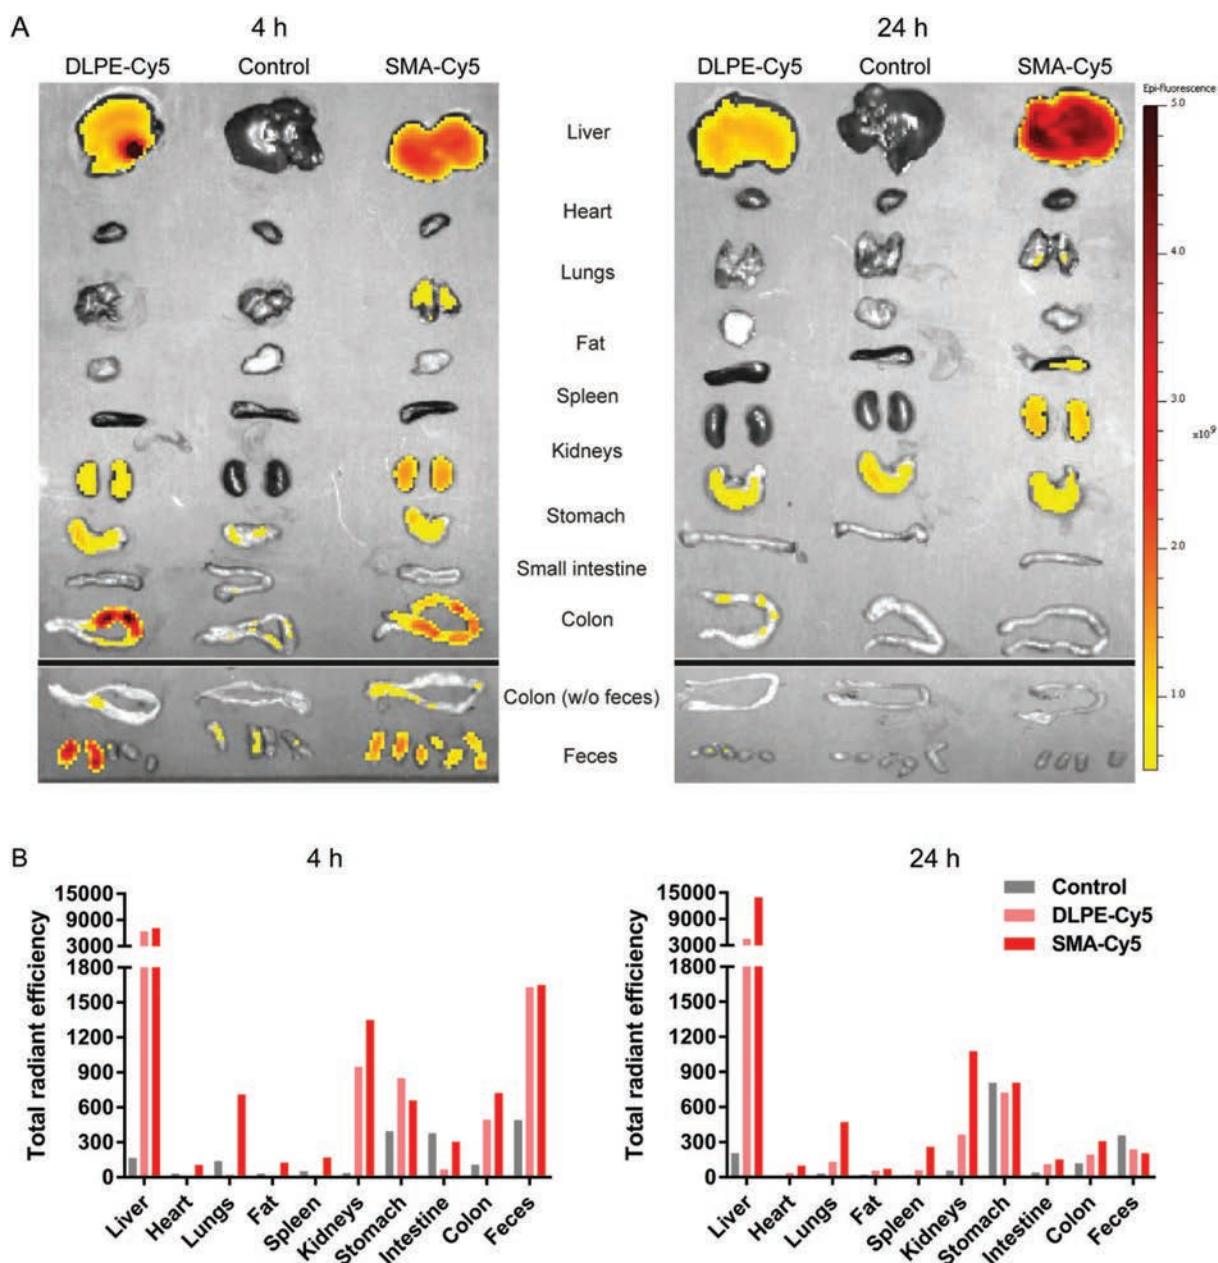 A
4 h
24 h
DLPE-Cy5
Control
SMA-Cy5
DLPE-Cy5
Control
SMA-Cy5
Epi-fluorescence
Liver
Heart
Lungs
Fat
Spleen
Kidneys
Stomach
Small intestine
Colon
Colon (w/o feces)
Feces
5.0
4.0
3.0
x10⁹
2.0
1.0
B
4 h
24 h
Total radiant efficiency
15000
9000
3000
1800
1500
1200
900
600
300
0
Liver
Heart
Lungs
Fat
Spleen
Kidneys
Stomach
Intestine
Colon
Feces
Total radiant efficiency
15000
9000
3000
1800
1500
1200
900
600
300
0
Liver
Heart
Lungs
Fat
Spleen
Kidneys
Stomach
Intestine
Colon
Feces
Control
DLPE-Cy5
SMA-Cy5